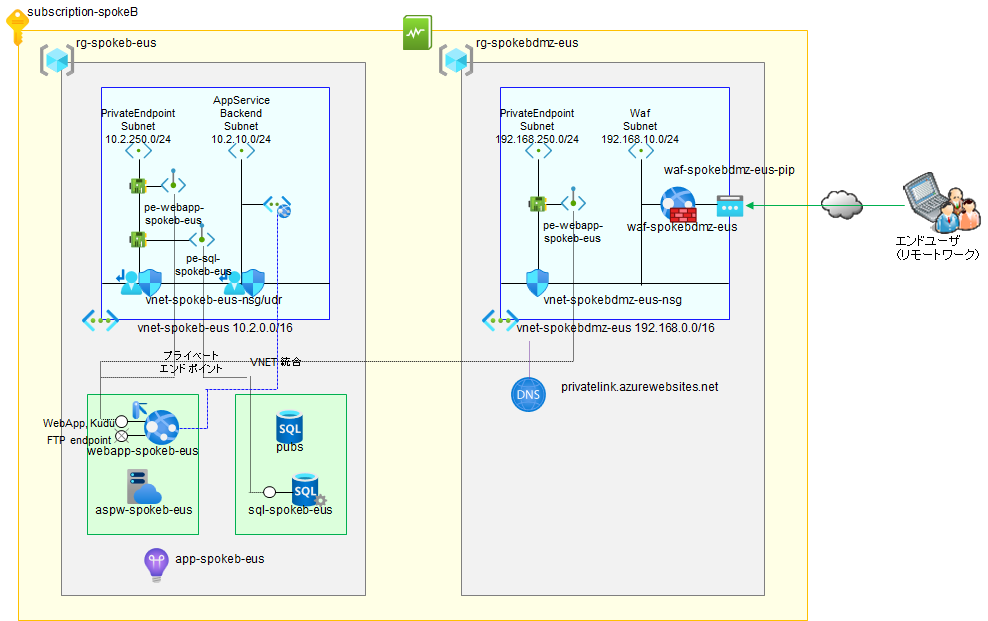 subscription-spokeB
rg-spokeb-eus
rg-spokebdmz-eus
PrivateEndpoint
Subnet
10.2.250.0/24
AppService
Backend
Subnet
10.2.10.0/24
pe-webapp-
spokeb-eus
pe-sql-
spokeb-eus
vnet-spokeb-eus-nsg/udr
vnet-spokeb-eus 10.2.0.0/16
PrivateEndpoint
Subnet
192.168.250.0/24
Waf
Subnet
192.168.10.0/24
pe-webapp-
spokeb-eus
waf-spokebdmz-eus-pip
waf-spokebdmz-eus
vnet-spokebdmz-eus-nsg
vnet-spokebdmz-eus 192.168.0.0/16
エンドユーザ
(リモートワーク)
プライベート
エンドポイント
VNET 統合
DNS
privatelink.azurewebsites.net
WebApp, Kudu
FTP endpoint
webapp-spokeb-eus
aspw-spokeb-eus
SQL
pubs
SQL
sql-spokeb-eus
app-spokeb-eus